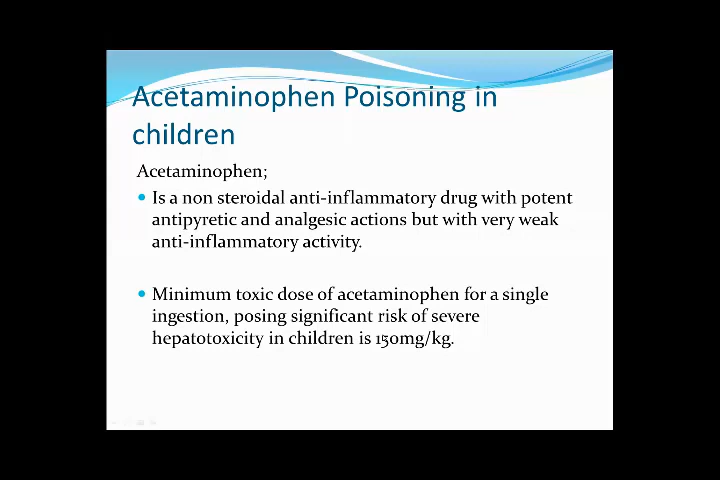 Acetaminophen Poisoning in
children
Acetaminophen;
• Is a non steroidal anti-inflammatory drug with potent
antipyretic and analgesic actions but with very weak
anti-inflammatory activity.
• Minimum toxic dose of acetaminophen for a single
ingestion, posing significant risk of severe
hepatotoxicity in children is 150mg/kg.